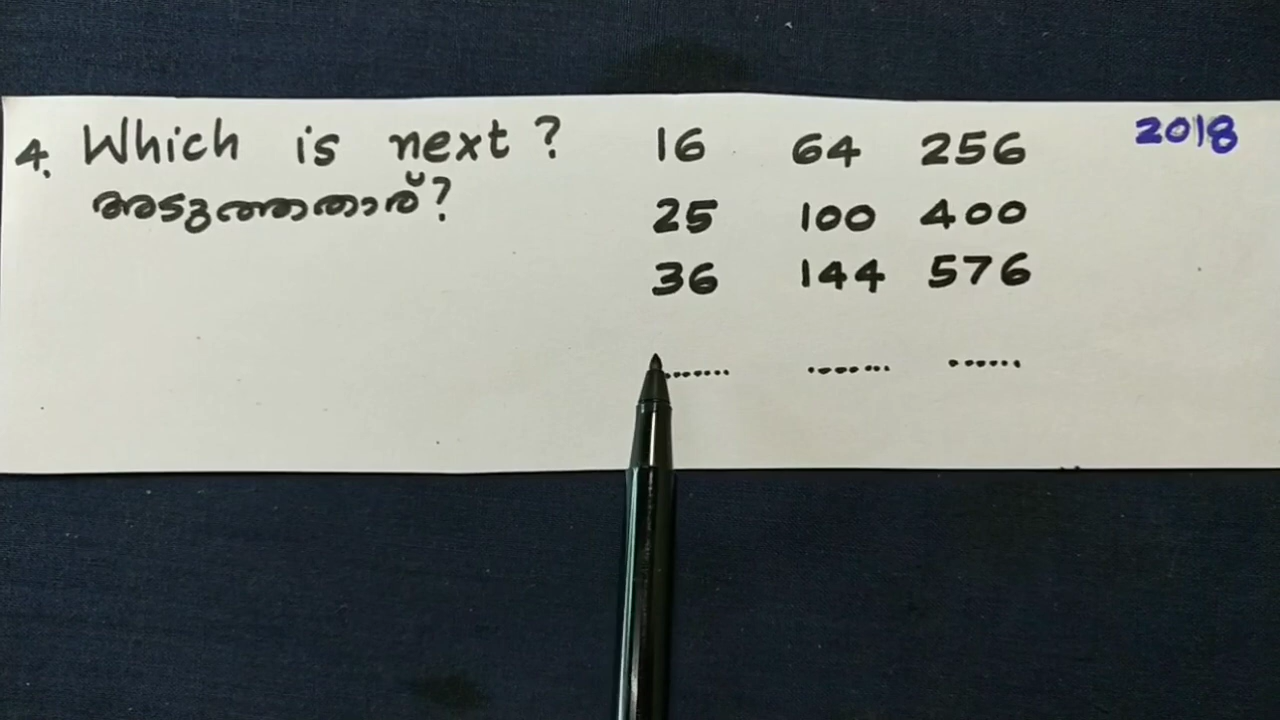 4. Which is next ? 16 64 256 2018
അടുത്തതാര് ? 25 100 400
36 144 576
....... ....... ......